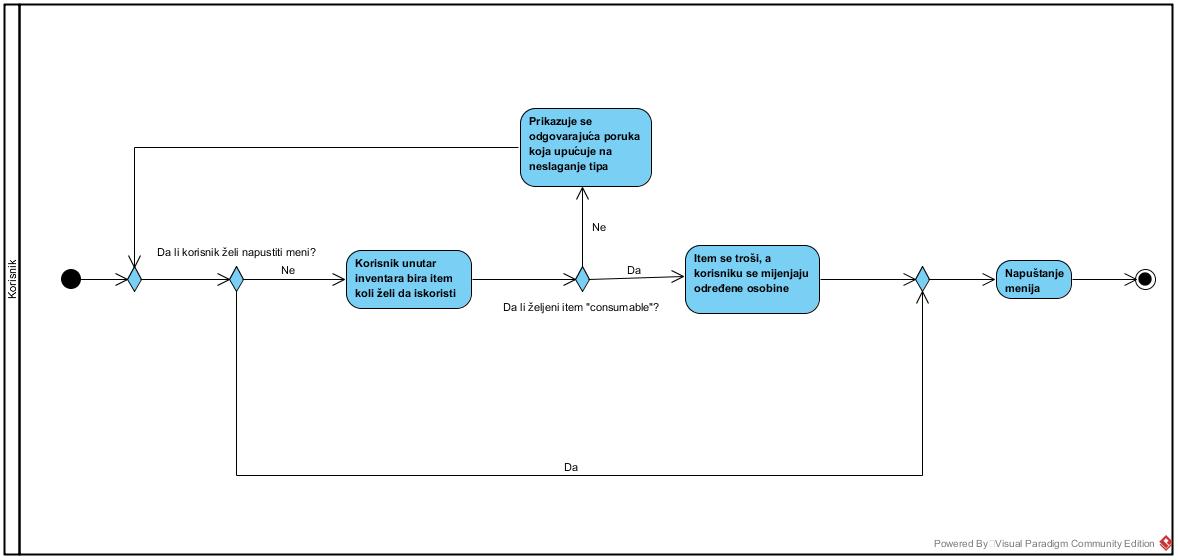 Korisnik
Prikazuje se
odgovarajuća poruka
koja upućuje na
neslaganje tipa
Ne
Da li korisnik želi napustiti meni?
Ne
Korisnik unutar
inventara bira item
koli želi da iskoristi
Da
Da li željeni item "consumable"?
Item se troši, a
korisniku se mijenjaju
određene osobine
Napuštanje
menija
Da
Powered By Visual Paradigm Community Edition